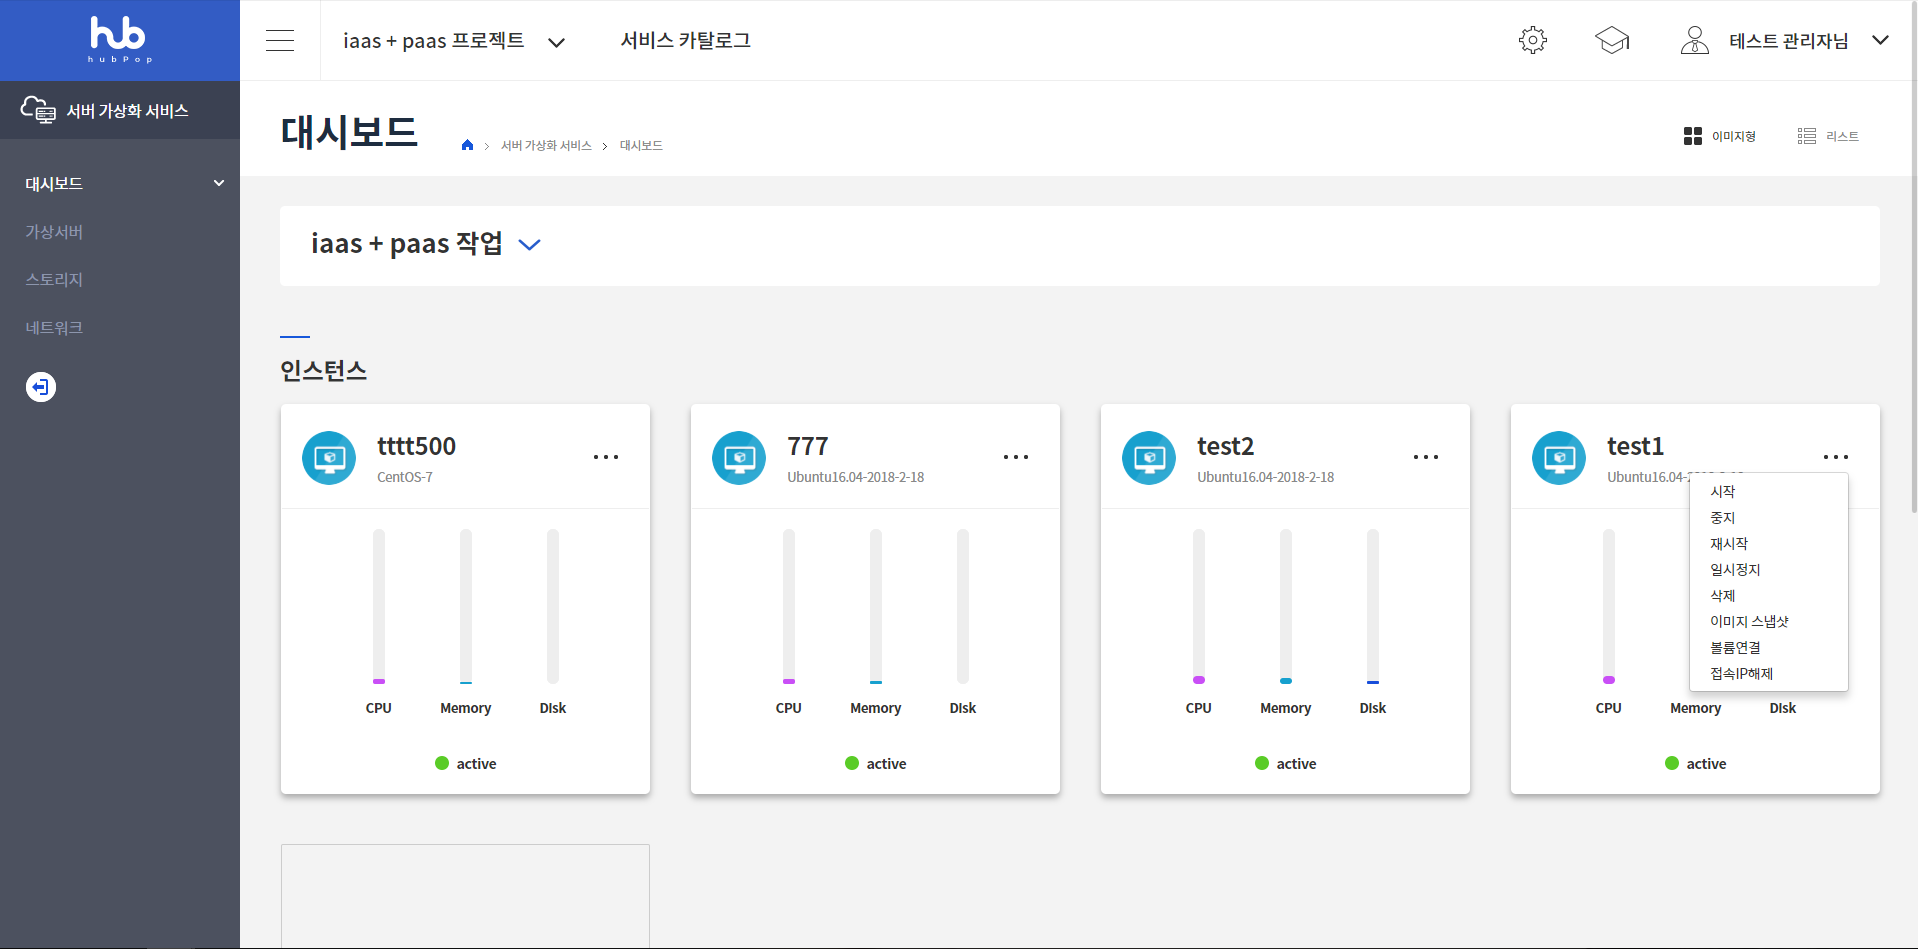 hub
hubPop
iaas + paas 프로젝트
서비스 카탈로그
테스트 관리자님
서버 가상화 서비스
대시보드
가상서버
스토리지
네트워크
대시보드
서버 가상화 서비스
대시보드
이미지형
리스트
iaas + paas 작업
인스턴스
tttt500
CentOS-7
CPU
Memory
DIsk
active
777
Ubuntu16.04-2018-2-18
CPU
Memory
DIsk
active
test2
Ubuntu16.04-2018-2-18
CPU
Memory
DIsk
active
test1
Ubuntu16.04-2
시작
중지
재시작
일시정지
삭제
이미지 스냅샷
볼륨연결
접속IP해제
CPU
Memory
DIsk
active